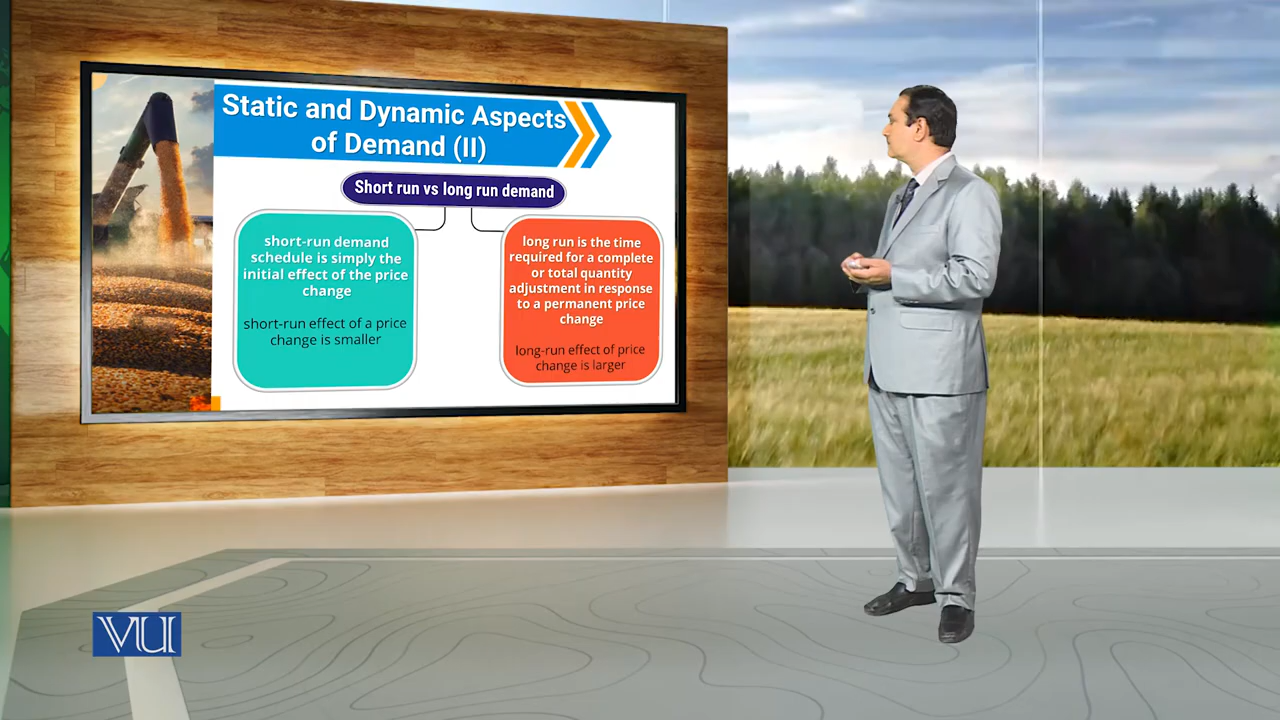 Static and Dynamic Aspects
of Demand (II)
Short run vs long run demand
short-run demand
schedule is simply the
initial effect of the price
change
short-run effect of a price
change is smaller
long run is the time
required for a complete
or total quantity
adjustment in response
to a permanent price
change
long-run effect of price
change is larger
VU